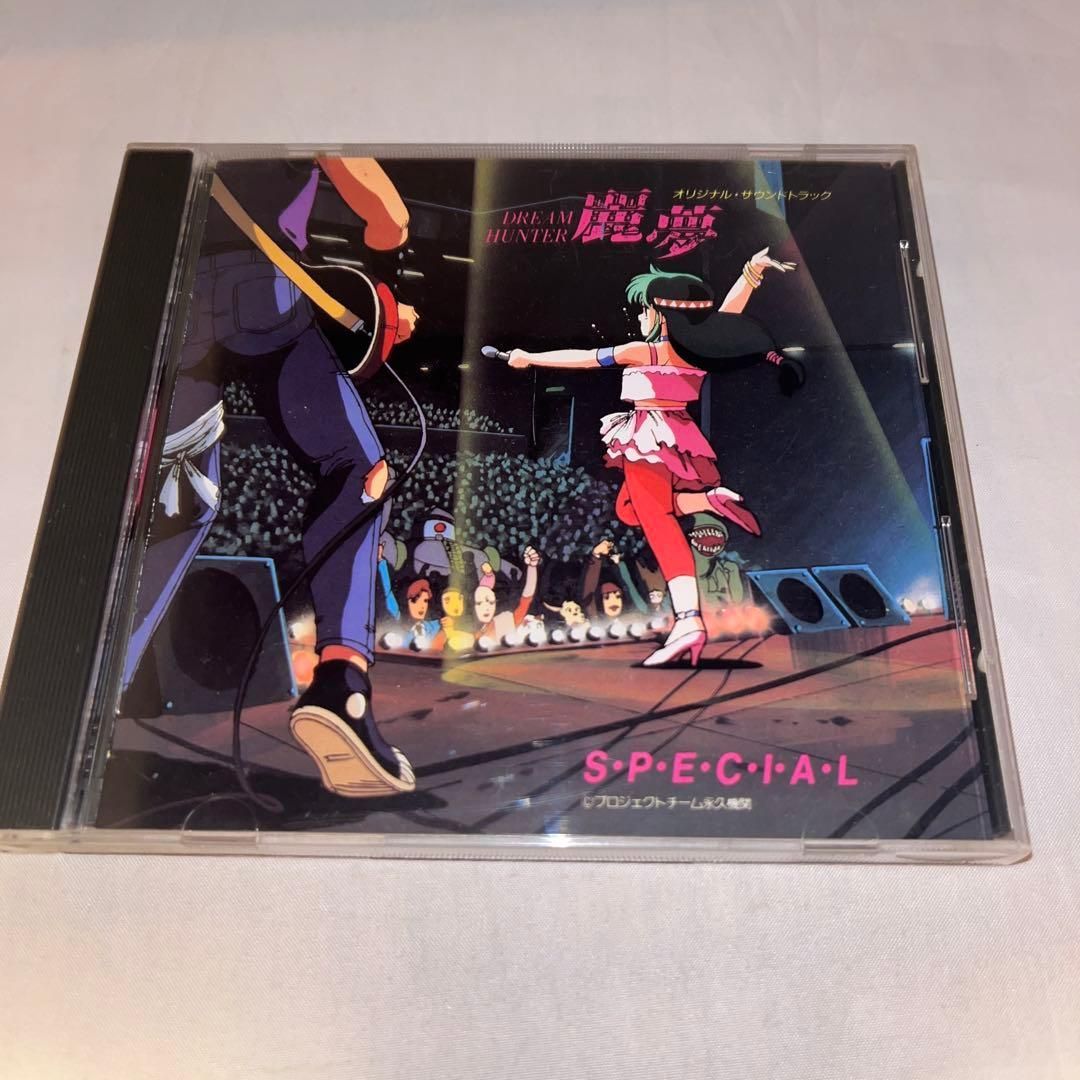 オリジナル・サウンドトラック
DREAM
HUNTER 麗夢
S・P・E・C・I・A・L
©プロジェクトチーム永久機関